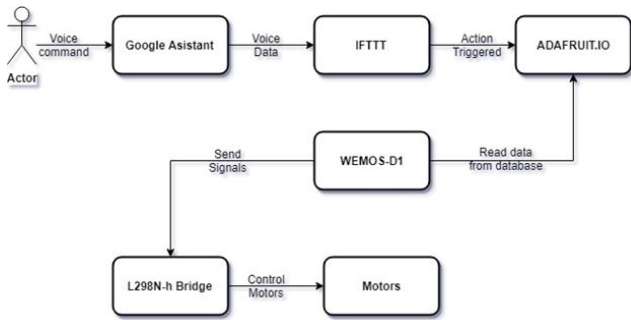 Voice
command
Google Asistant
Voice
Data
IFTTT
Action
Triggered
ADAFRUIT.IO
Actor
Send
Signals
WEMOS-D1
Read data
from database
L298N-h Bridge
Control
Motors
Motors